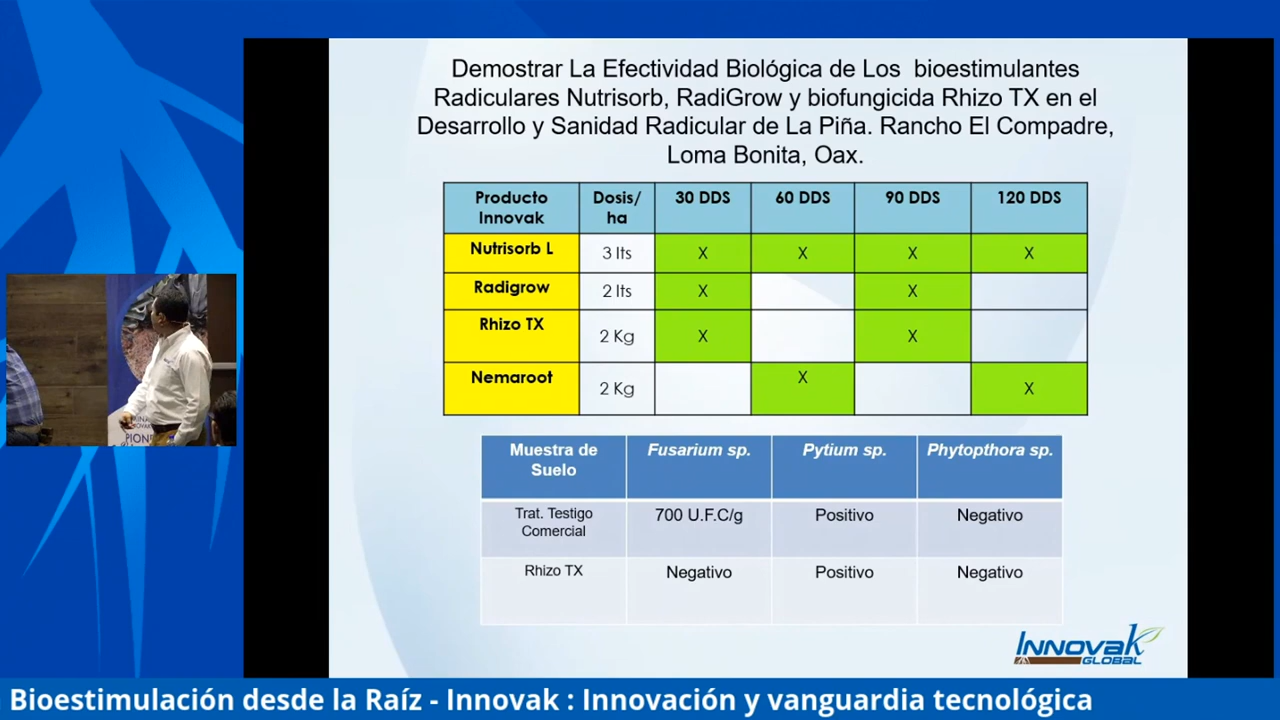 Demostrar La Efectividad Biológica de Los bioestimulantes
Radiculares Nutrisorb, RadiGrow y biofungicida Rhizo TX en el
Desarrollo y Sanidad Radicular de La Piña. Rancho El Compadre,
Loma Bonita, Oax.
Producto Innovak Dosis/ ha 30 DDS 60 DDS 90 DDS 120 DDS
Nutrisorb L 3 lts X X X X
Radigrow 2 lts X X
Rhizo TX 2 Kg X X
Nemaroot 2 Kg X X
Muestra de Suelo Fusarium sp. Pytium sp. Phytopthora sp.
Trat. Testigo Comercial 700 U.F.C/g Positivo Negativo
Rhizo TX Negativo Positivo Negativo
Innovak
GLOBAL
Bioestimulación desde la Raíz - Innovak : Innovación y vanguardia tecnológica